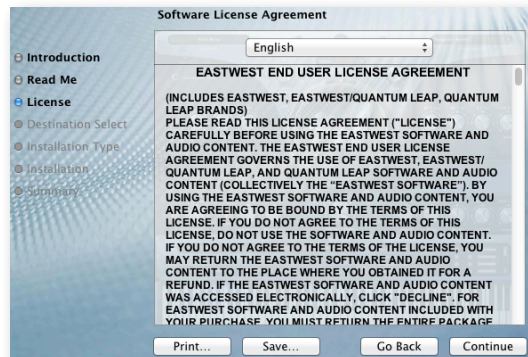 Software License Agreement
English
Introduction
Read Me
License
Destination Select
Installation Type
Installation
Summary
EASTWEST END USER LICENSE AGREEMENT
(INCLUDES EASTWEST, EASTWEST/QUANTUM LEAP, QUANTUM
LEAP BRANDS)
PLEASE READ THIS LICENSE AGREEMENT ("LICENSE")
CAREFULLY BEFORE USING THE EASTWEST SOFTWARE AND
AUDIO CONTENT. THE EASTWEST END USER LICENSE
AGREEMENT GOVERNS THE USE OF EASTWEST, EASTWEST/
QUANTUM LEAP, AND QUANTUM LEAP SOFTWARE AND AUDIO
CONTENT (COLLECTIVELY THE “EASTWEST SOFTWARE”). BY
USING THE EASTWEST SOFTWARE AND AUDIO CONTENT, YOU
ARE AGREEING TO BE BOUND BY THE TERMS OF THIS
LICENSE. IF YOU DO NOT AGREE TO THE TERMS OF THIS
LICENSE, DO NOT USE THE SOFTWARE AND AUDIO CONTENT.
IF YOU DO NOT AGREE TO THE TERMS OF THE LICENSE, YOU
MAY RETURN THE EASTWEST SOFTWARE AND AUDIO
CONTENT TO THE PLACE WHERE YOU OBTAINED IT FOR A
REFUND. IF THE EASTWEST SOFTWARE AND AUDIO CONTENT
WAS ACCESSED ELECTRONICALLY, CLICK "DECLINE". FOR
EASTWEST SOFTWARE AND AUDIO CONTENT INCLUDED WITH
YOUR PURCHASE, YOU MUST RETURN THE ENTIRE PACKAGE
Print...
Save...
Go Back
Continue